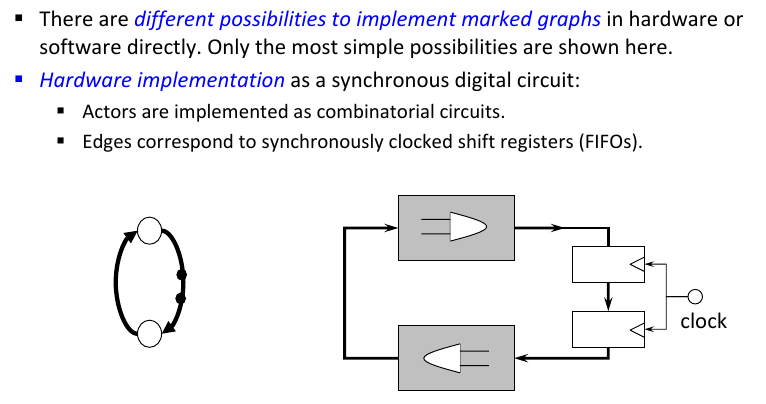 ▪ There are different possibilities to implement marked graphs in hardware or
software directly. Only the most simple possibilities are shown here.
▪ Hardware implementation as a synchronous digital circuit:
▪ Actors are implemented as combinatorial circuits.
▪ Edges correspond to synchronously clocked shift registers (FIFOs).
clock